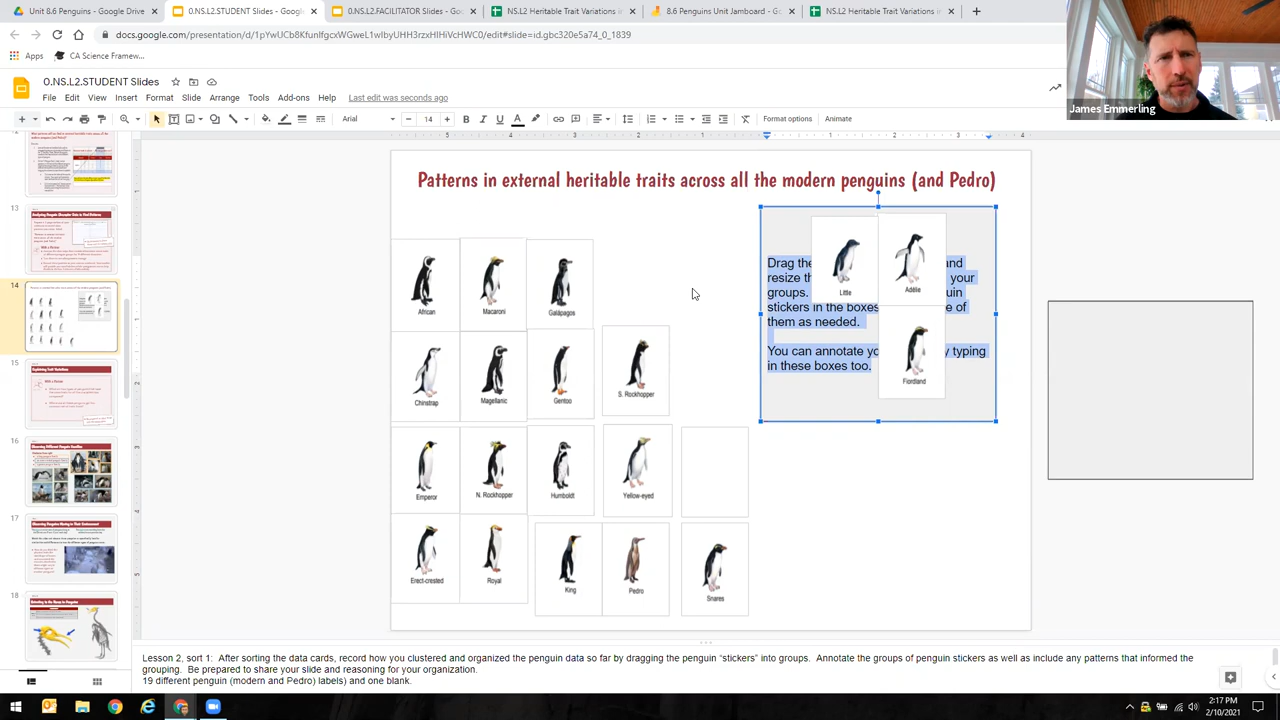 Unit 8.6 Penguins - Google Drive
0.NS.L2.STUDENT Slides - Google
0.NS.L2.FACILITATOR Slides - Goo
NS.L2 Heritable Trait Variations in
8.6 Penguins Unit Jamboard - Goo
NS.L2 Heritable Trait Variations in
docs.google.com/presentation/d/1pYwUCb8KfunlfgcxWGweL1wIbyUHH3rzxIHiVcHWC0/edit#slide=id.gbc320e5a74_0_1839
Apps
CA Science Framew...
0.NS.L2.STUDENT Slides
File Edit View Insert Format Slide Arrange Tools Add-ons Help Last edit was seconds ago
James Emmerling
Arial
14
Format options
Animate
Patterns in external heritable traits across all the modern penguins (and Pedro)
African
Macaroni
Galápagos
Chinstrap
Magellanic
Gentoo
S. Rockhopper
Emperor
N. Rockhopper
Humboldt
Yellow-eyed
Erect-crested
Royal
King
Pedro
Snares
Drag the and
resize th your
groups.
stickers in the boxes e of
them as needed.
You can annotate yo y typing
in these boxes too.
Little
Adélie
Fiordland
13
14
15
16
17
18
Lesson 2, sort 1: After sorting the data cards, record how you clustered and organized the penguin data so far by dragging the penguin “stickers” into groups. Annotate the groups of penguin stickers as well as include any patterns that informed the
grouping. Be prepared to share your slide and reasoning for your organization.
19 different penguin (modern and Pedro) labels) and one blank.
2:17 PM
2/10/2021